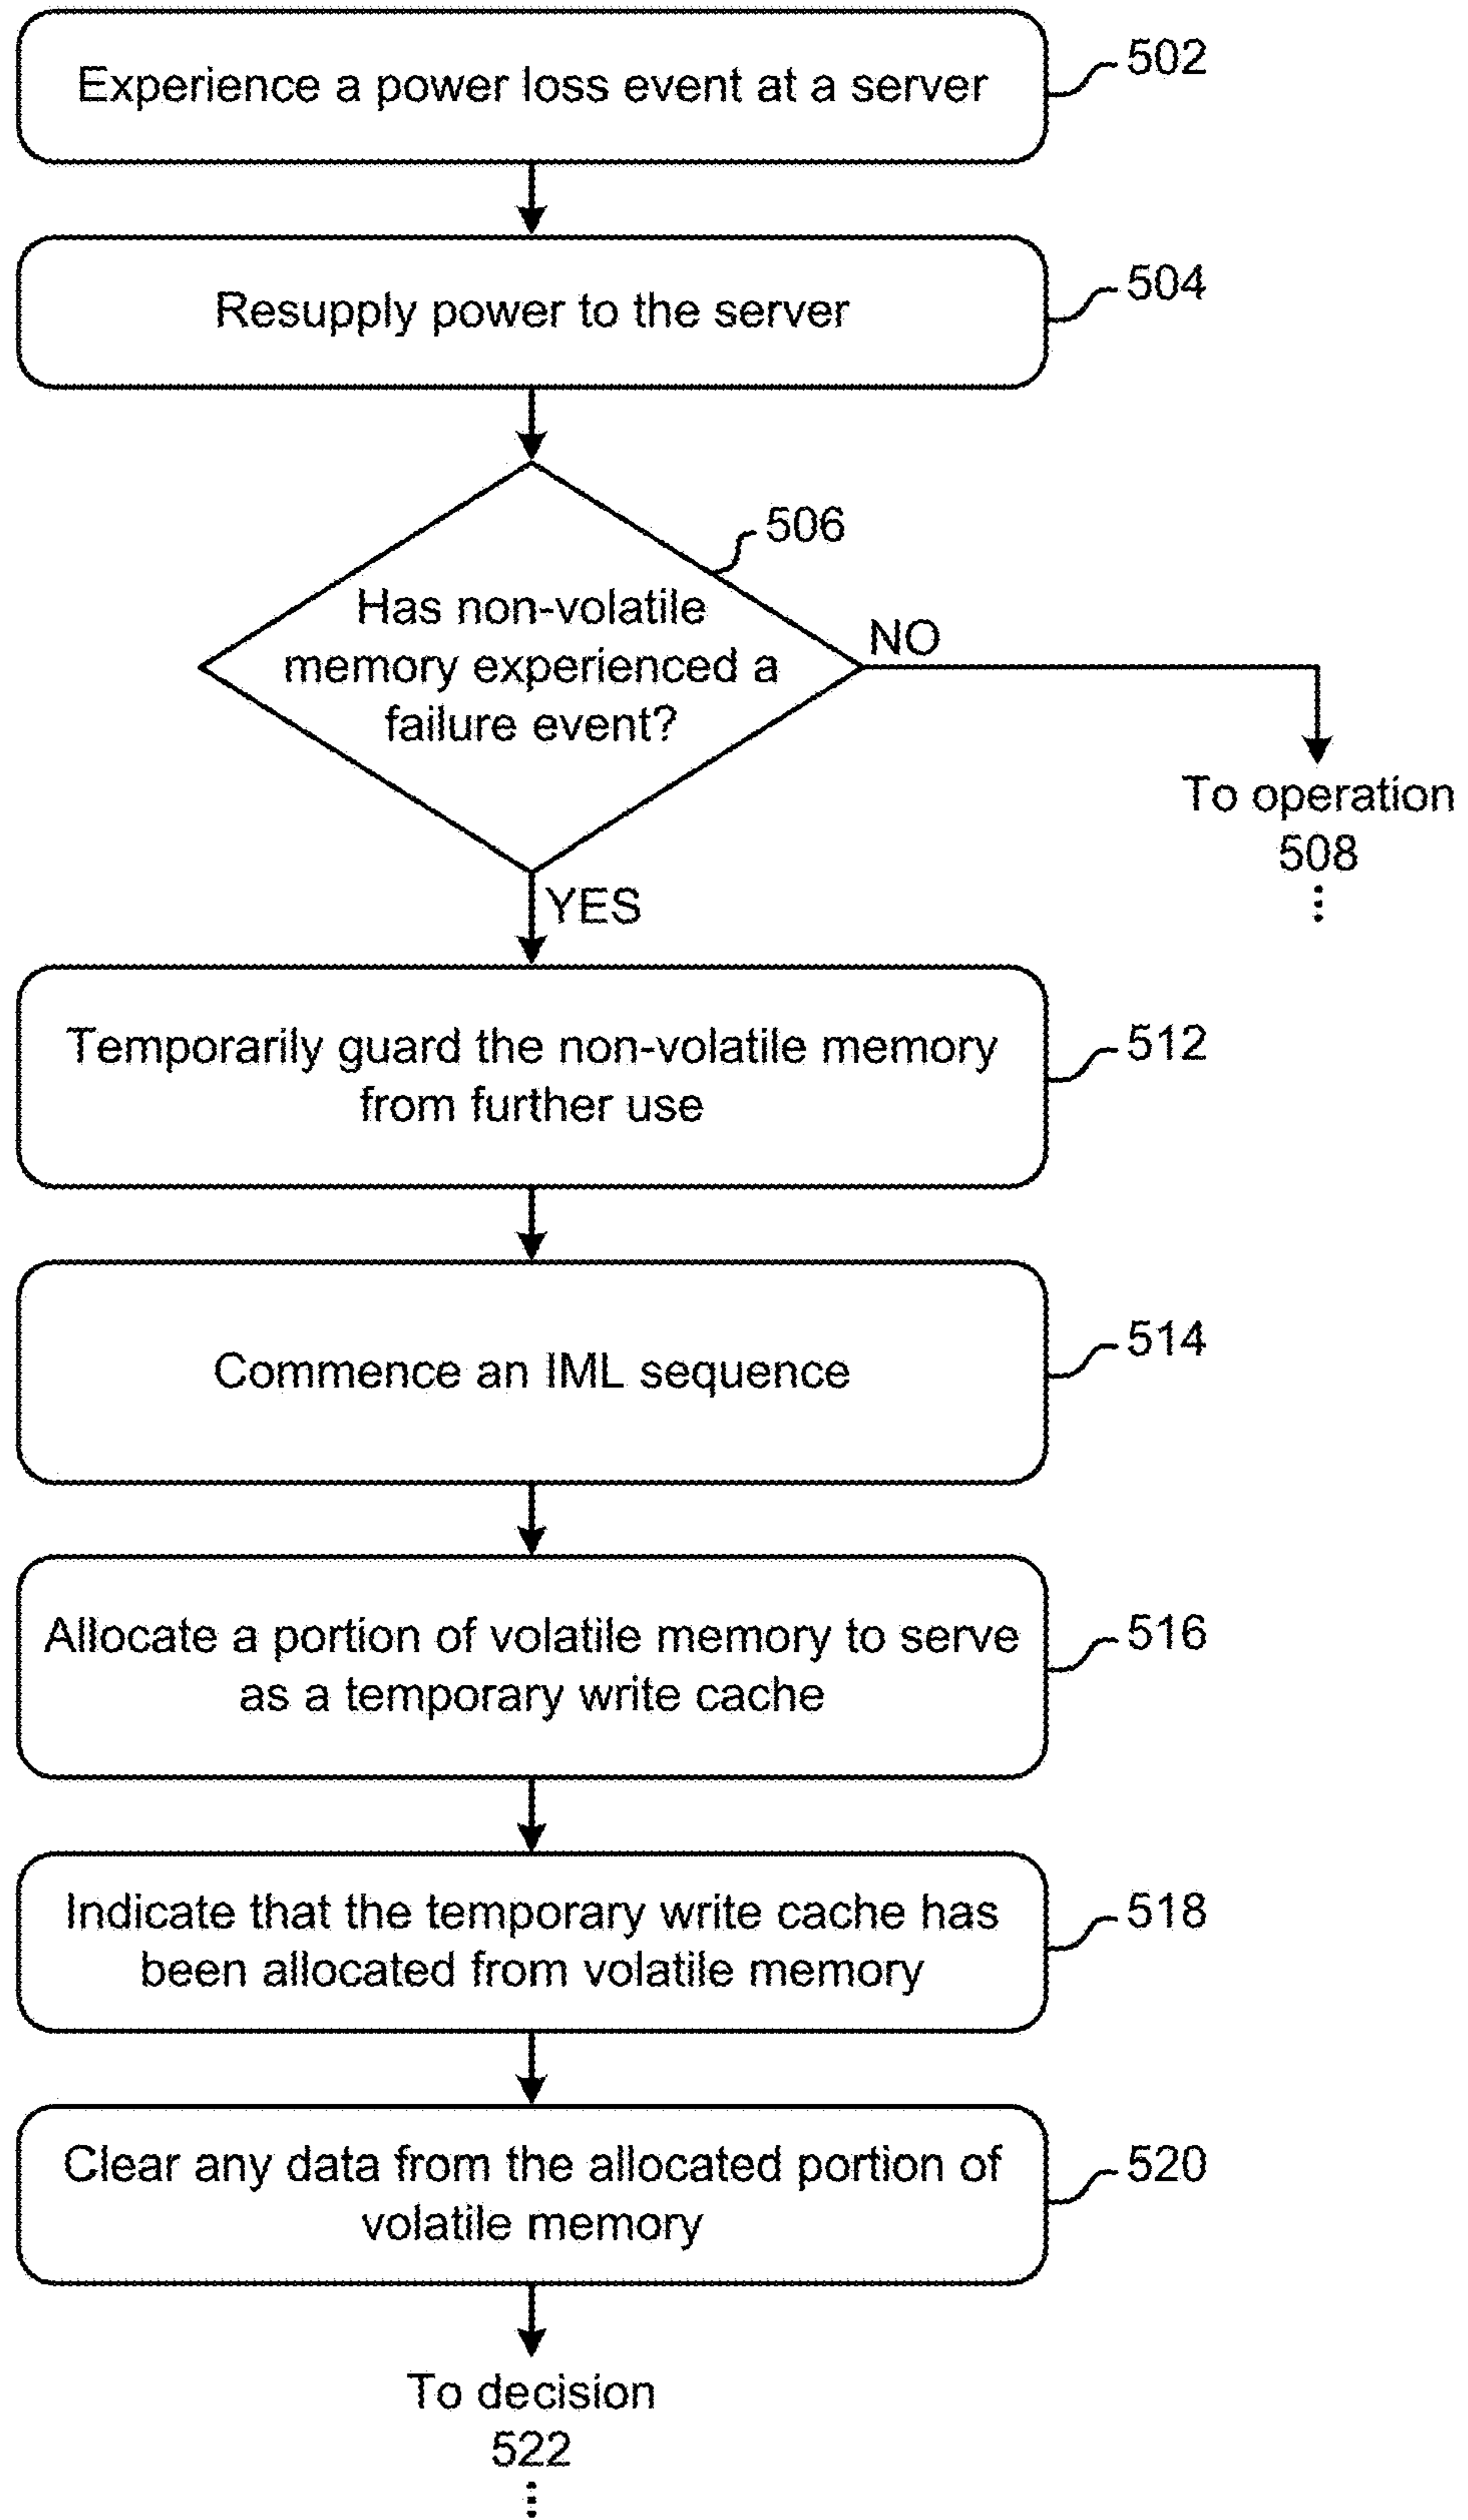 Experience a power loss event at a server
502
Resupply power to the server
504
506
Has non-volatile
memory experienced a
failure event?
NO
To operation
508
YES
Temporarily guard the non-volatile memory
from further use
512
Commence an IML sequence
514
Allocate a portion of volatile memory to serve
as a temporary write cache
516
Indicate that the temporary write cache has
been allocated from volatile memory
518
Clear any data from the allocated portion of
volatile memory
520
To decision
522